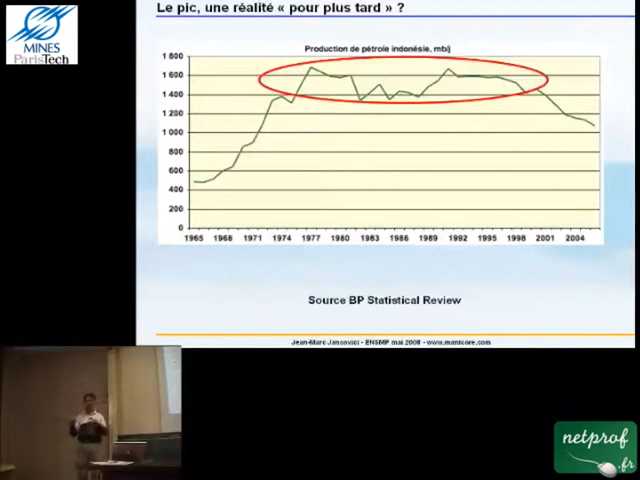 Le pic, une réalité « pour plus tard » ?
MINES
ParisTech
Production de pétrole indonésie, mb/j
1 800
1 600
1 400
1 200
1 000
800
600
400
200
0
1965 1968 1971 1974 1977 1980 1983 1986 1989 1992 1995 1998 2001 2004
Source BP Statistical Review
Jean-Marc Jancovici - ENSMP mai 2008 - www.manicore.com
netprof
.fr